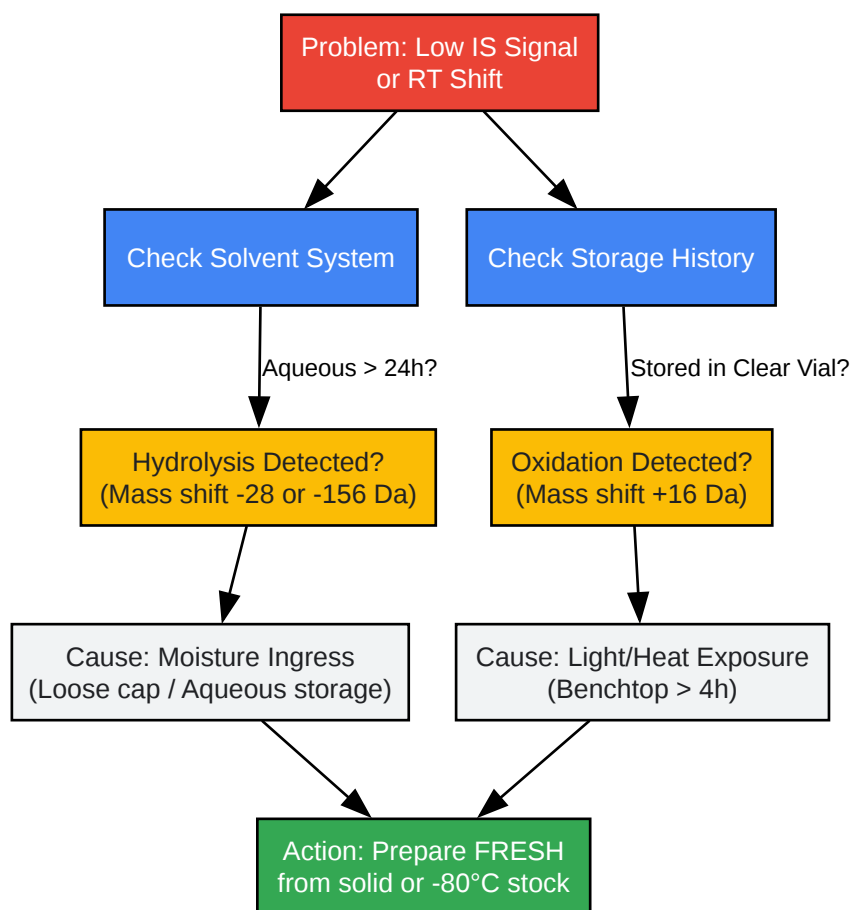 Problem: Low IS Signal
or RT Shift
Check Solvent System
Check Storage History
Aqueous > 24h?
Stored in Clear Vial?
Hydrolysis Detected?
(Mass shift -28 or -156 Da)
Oxidation Detected?
(Mass shift +16 Da)
Cause: Moisture Ingress
(Loose cap / Aqueous storage)
Cause: Light/Heat Exposure
(Benchtop > 4h)
Action: Prepare FRESH
from solid or -80°C stock